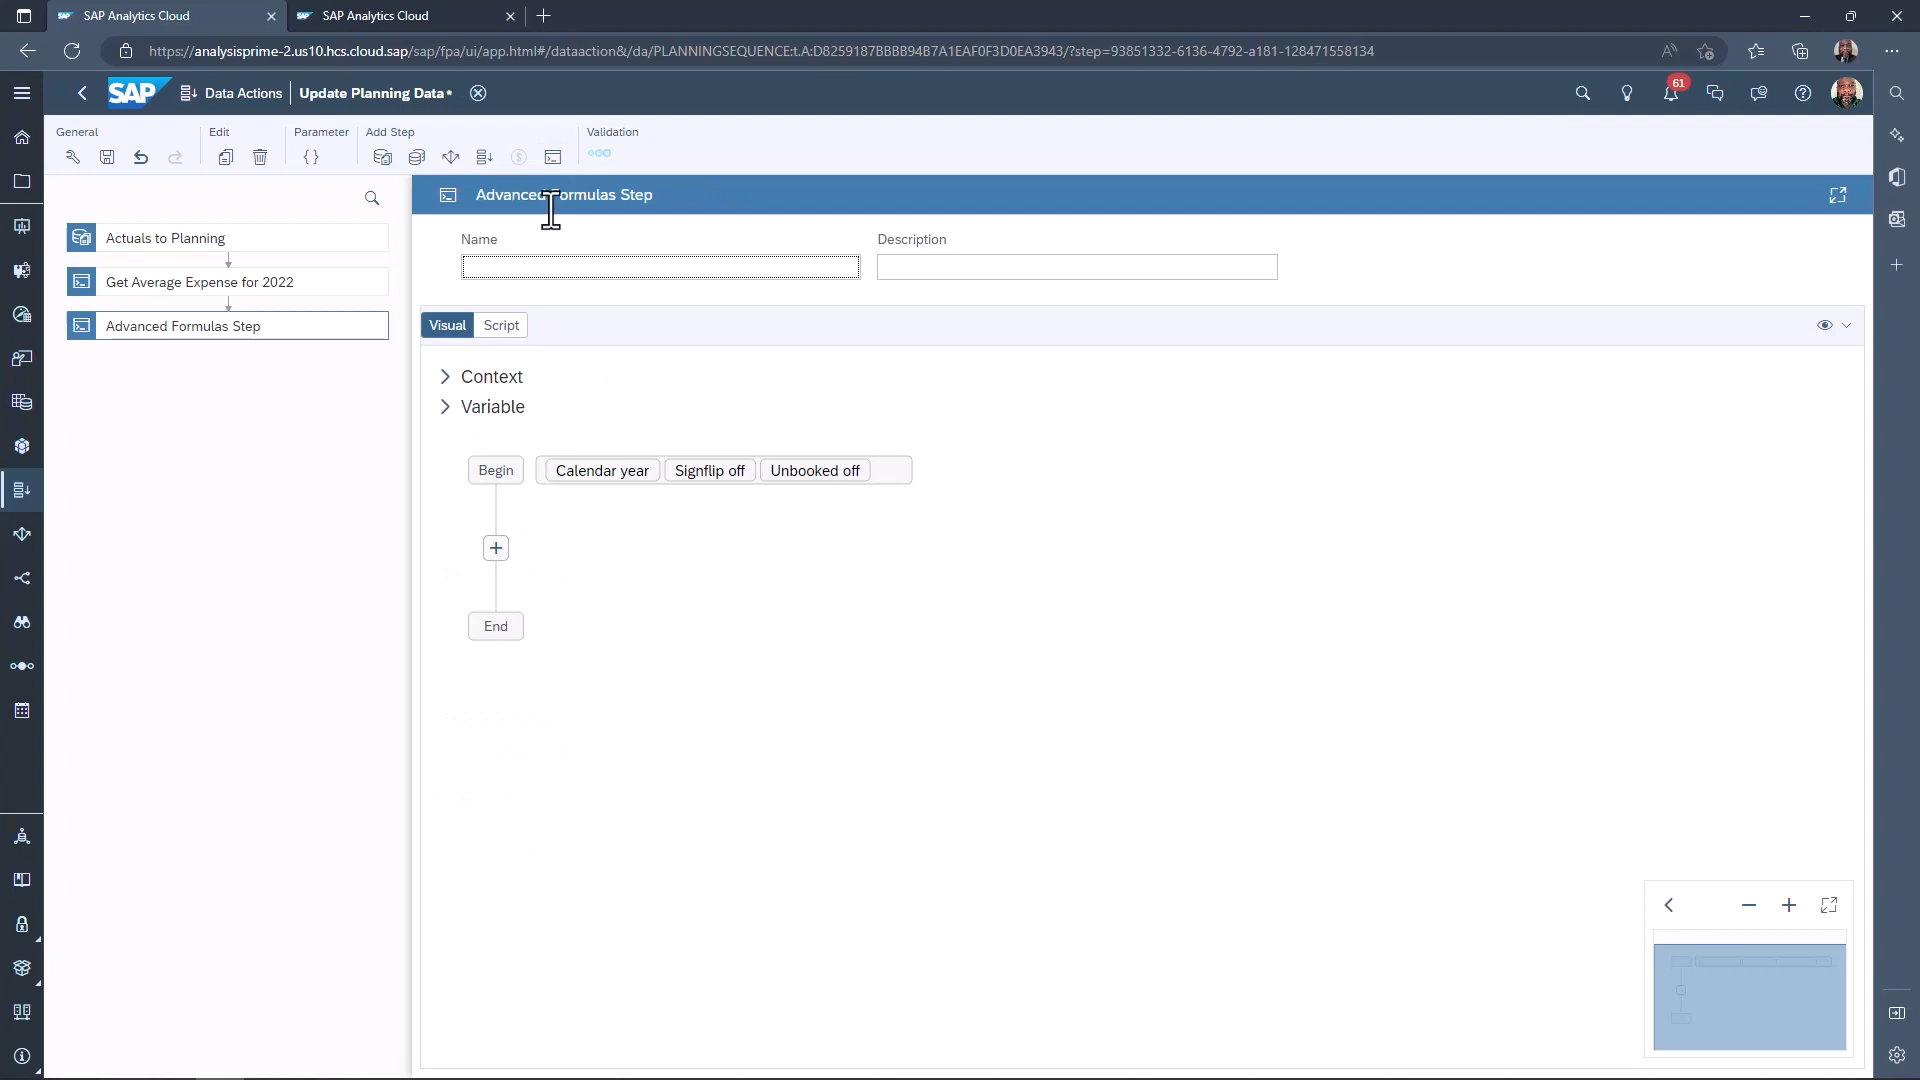 SAP Analytics Cloud
SAP Analytics Cloud
https://analysisprime-2.us10.hcs.cloud.sap/sap/fpa/ui/app.html#/dataaction&/da/PLANNINGSEQUENCE:t.A:D8259187BBBB94B7A1EAF0F3D0EA3943/?step=93851332-6136-4792-a181-128471558134
SAP Data Actions Update Planning Data* 61
General Edit Parameter Add Step Validation
Advanced Formulas Step
Actuals to Planning
Get Average Expense for 2022
Advanced Formulas Step
Name Description
Visual Script
Context
Variable
Begin Calendar year Signflip off Unbooked off
End